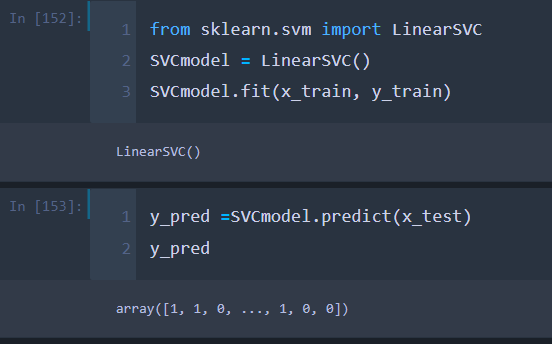 In [152]:
1 from sklearn.svm import LinearSVC
2 SVCmodel = LinearSVC()
3 SVCmodel.fit(x_train, y_train)
LinearSVC()
In [153]:
1 y_pred =SVCmodel.predict(x_test)
2 y_pred
array([1, 1, 0, ..., 1, 0, 0])